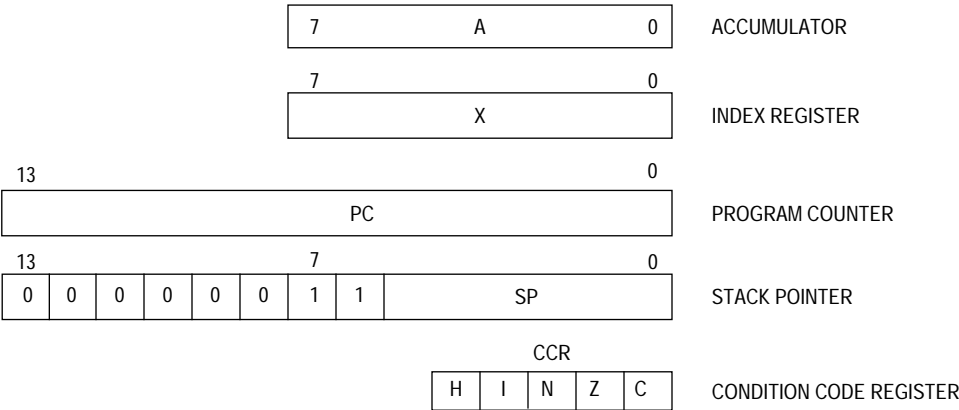 7 A 0 ACCUMULATOR
7 0
X INDEX REGISTER
13 0
PC PROGRAM COUNTER
13 7 0
0 0 0 0 0 0 1 1 SP STACK POINTER
CCR
H I N Z C CONDITION CODE REGISTER